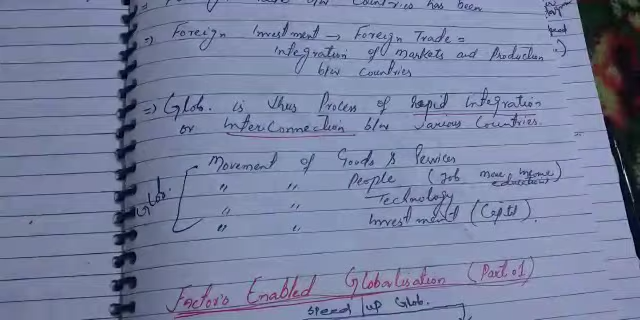 Countries has been
⇒ Foreign Investment → Foreign Trade =
Integration of Markets and Production
b/w Countries
⇒ Glob. is thus Process of Rapid Integration
or InterConnection b/w various Countries.
Movement of Goods & Services
" " People (Job more income education)
Glob.
" " Technology
" " Investment (Capital).
Factors Enabled Globalisation (Part.01)
Speed up Glob.